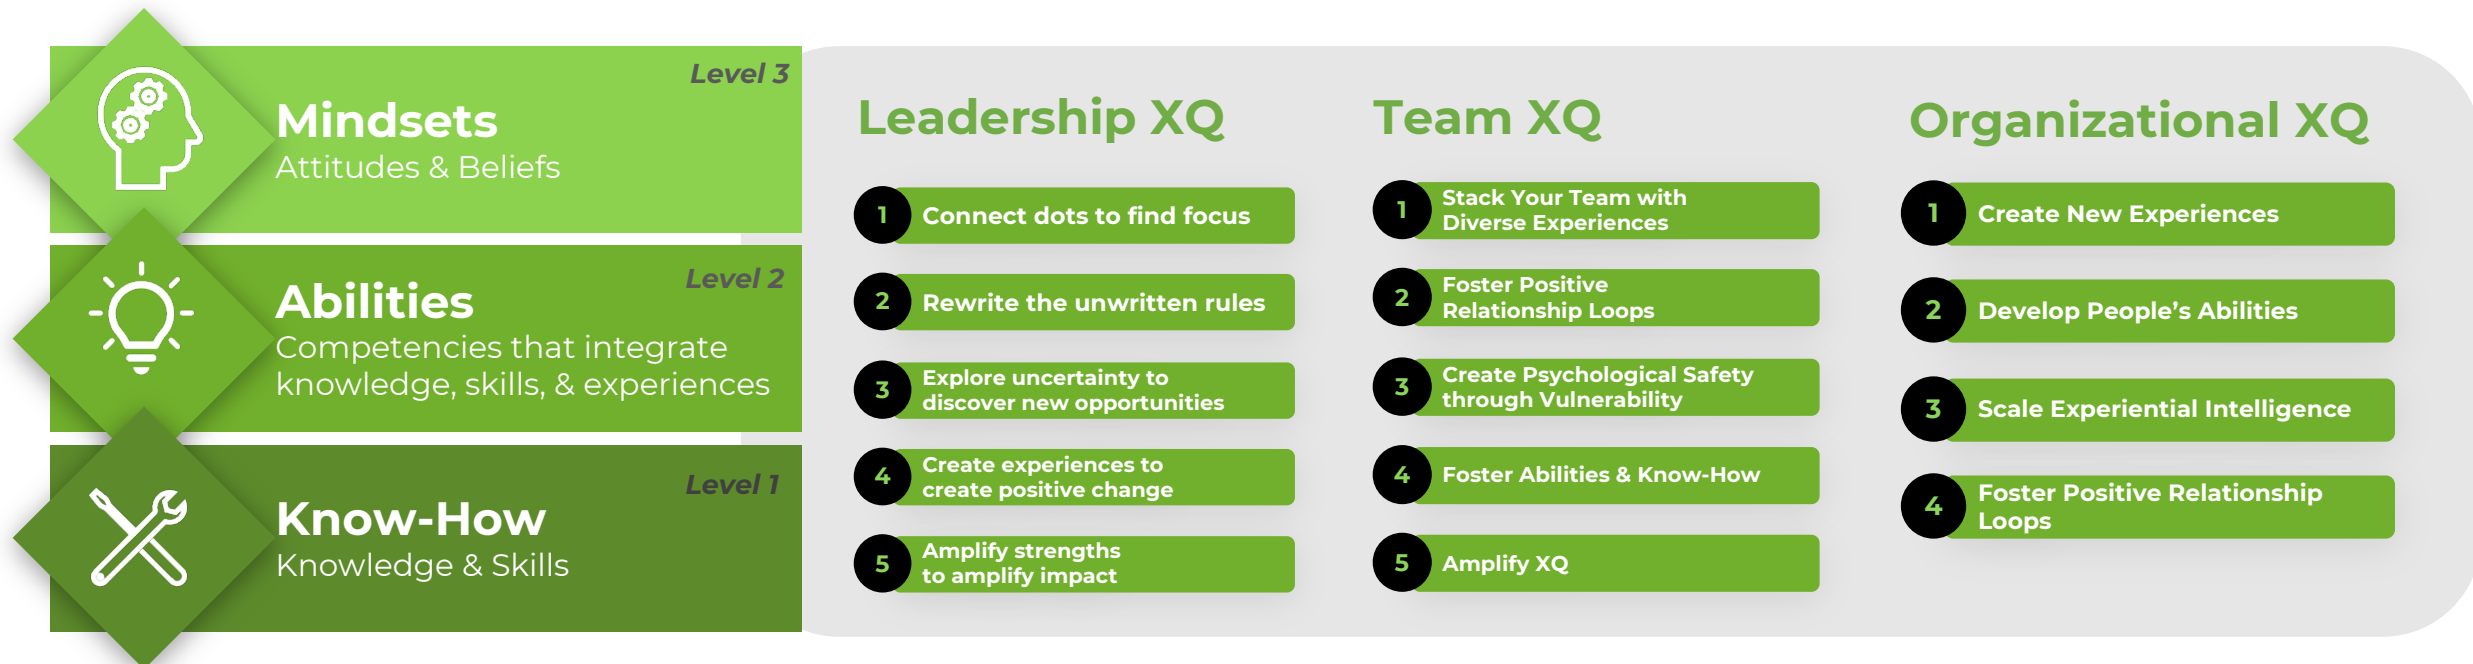 Level 3
Mindsets
Attitudes & Beliefs
Level 2
Abilities
Competencies that integrate
knowledge, skills, & experiences
Level 1
Know-How
Knowledge & Skills
Leadership XQ
1
Connect dots to find focus
2
Rewrite the unwritten rules
3
Explore uncertainty to
discover new opportunities
4
Create experiences to
create positive change
5
Amplify strengths
to amplify impact
Team XQ
1
Stack Your Team with
Diverse Experiences
2
Foster Positive
Relationship Loops
3
Create Psychological Safety
through Vulnerability
4
Foster Abilities & Know-How
5
Amplify XQ
Organizational XQ
1
Create New Experiences
2
Develop People’s Abilities
3
Scale Experiential Intelligence
4
Foster Positive Relationship
Loops